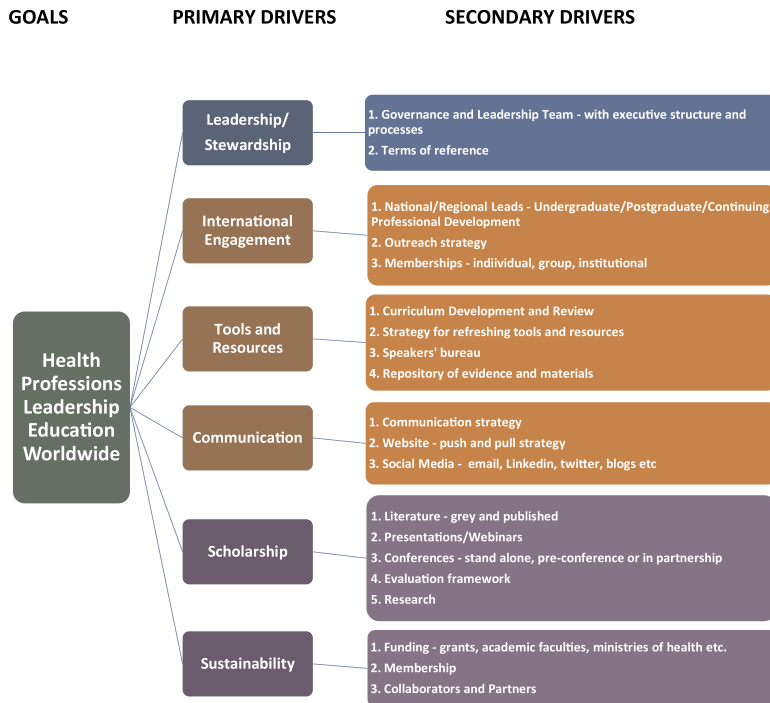 GOALS PRIMARY DRIVERS SECONDARY DRIVERS
Health
Professions
Leadership
Education
Worldwide
Leadership/
Stewardship
1. Governance and Leadership Team - with executive structure and
processes
2. Terms of reference
International
Engagement
1. National/Regional Leads - Undergraduate/Postgraduate/Continuing
Professional Development
2. Outreach strategy
3. Memberships - indiividual, group, institutional
Tools and
Resources
1. Curriculum Development and Review
2. Strategy for refreshing tools and resources
3. Speakers' bureau
4. Repository of evidence and materials
Communication
1. Communication strategy
2. Website - push and pull strategy
3. Social Media - email, Linkedin, twitter, blogs etc
Scholarship
1. Literature - grey and published
2. Presentations/Webinars
3. Conferences - stand alone, pre-conference or in partnership
4. Evaluation framework
5. Research
Sustainability
1. Funding - grants, academic faculties, ministries of health etc.
2. Membership
3. Collaborators and Partners